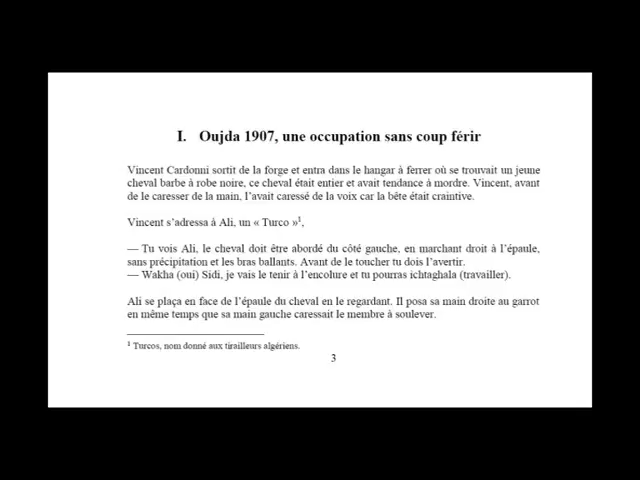 I. Oujda 1907, une occupation sans coup férir
Vincent Cardonni sortit de la forge et entra dans le hangar à ferrer où se trouvait un jeune
cheval barbe à robe noire, ce cheval était entier et avait tendance à mordre. Vincent, avant
de le caresser de la main, l’avait caressé de la voix car la bête était craintive.
Vincent s’adressa à Ali, un « Turco »¹,
— Tu vois Ali, le cheval doit être abordé du côté gauche, en marchant droit à l’épaule,
sans précipitation et les bras ballants. Avant de le toucher tu dois l’avertir.
— Wakha (oui) Sidi, je vais le tenir à l’encolure et tu pourras ichtaghala (travailler).
Ali se plaça en face de l’épaule du cheval en le regardant. Il posa sa main droite au garrot
en même temps que sa main gauche caressait le membre à soulever.
¹ Turcos, nom donné aux tirailleurs algériens.
3